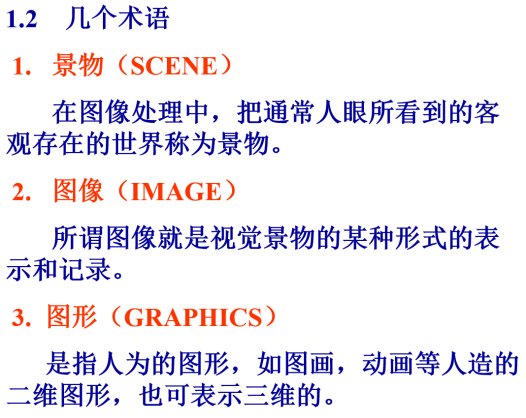 1.2 几个术语
1. 景物（SCENE）
在图像处理中，把通常人眼所看到的客
观存在的世界称为景物。
2. 图像（IMAGE）
所谓图像就是视觉景物的某种形式的表
示和记录。
3. 图形（GRAPHICS）
是指人为的图形，如图画，动画等人造的
二维图形，也可表示三维的。